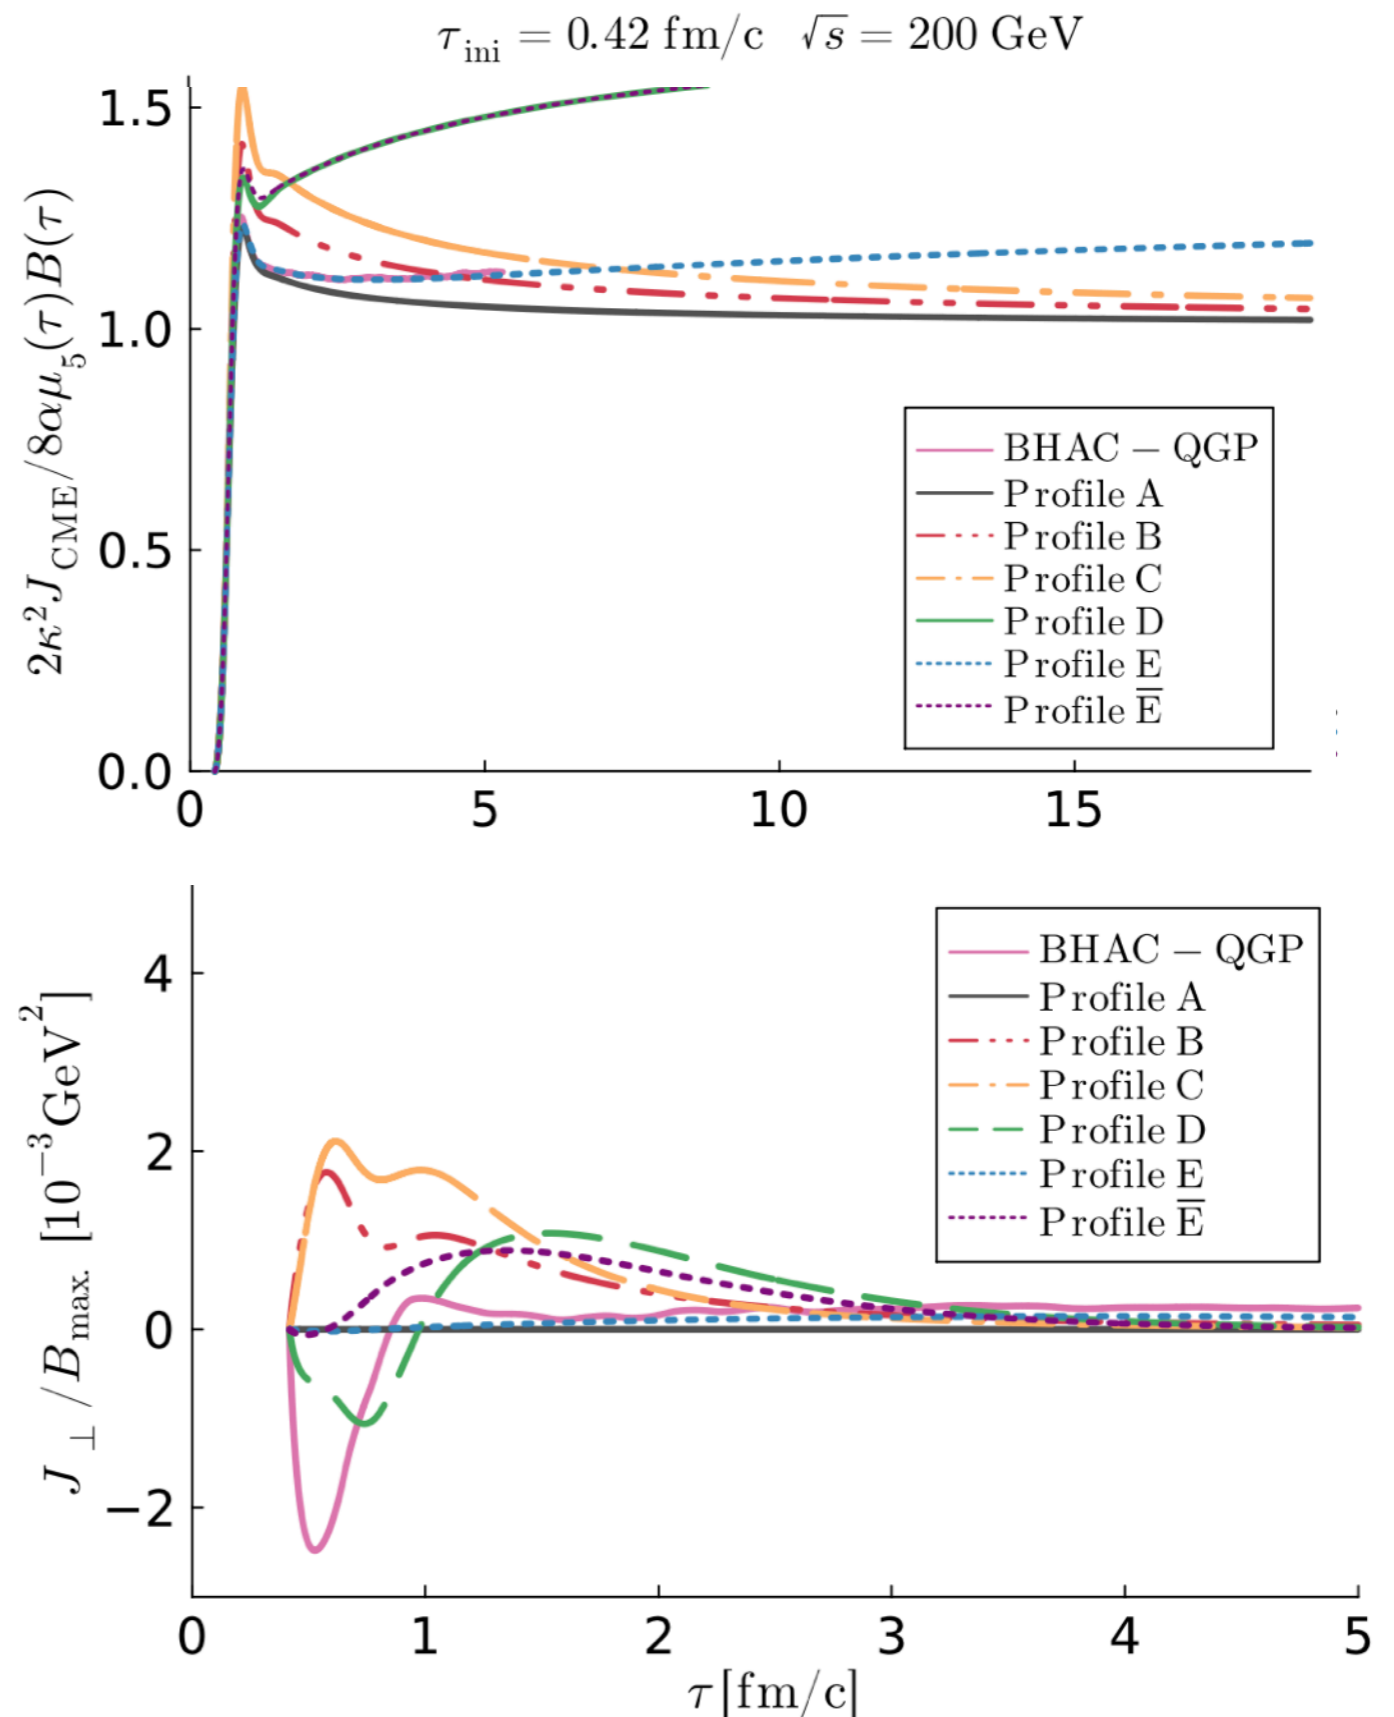 τ_ini = 0.42 fm/c √s = 200 GeV
2κ²J_CME/8αμ₅(τ)B(τ)
1.5
1.0
0.5
0.0
0 5 10 15
BHAC – QGP
Profile A
Profile B
Profile C
Profile D
Profile E
Profile E̅
J_⊥/B_max. [10⁻³GeV²]
4
2
0
−2
0 1 2 3 4 5
τ[fm/c]
BHAC – QGP
Profile A
Profile B
Profile C
Profile D
Profile E
Profile E̅